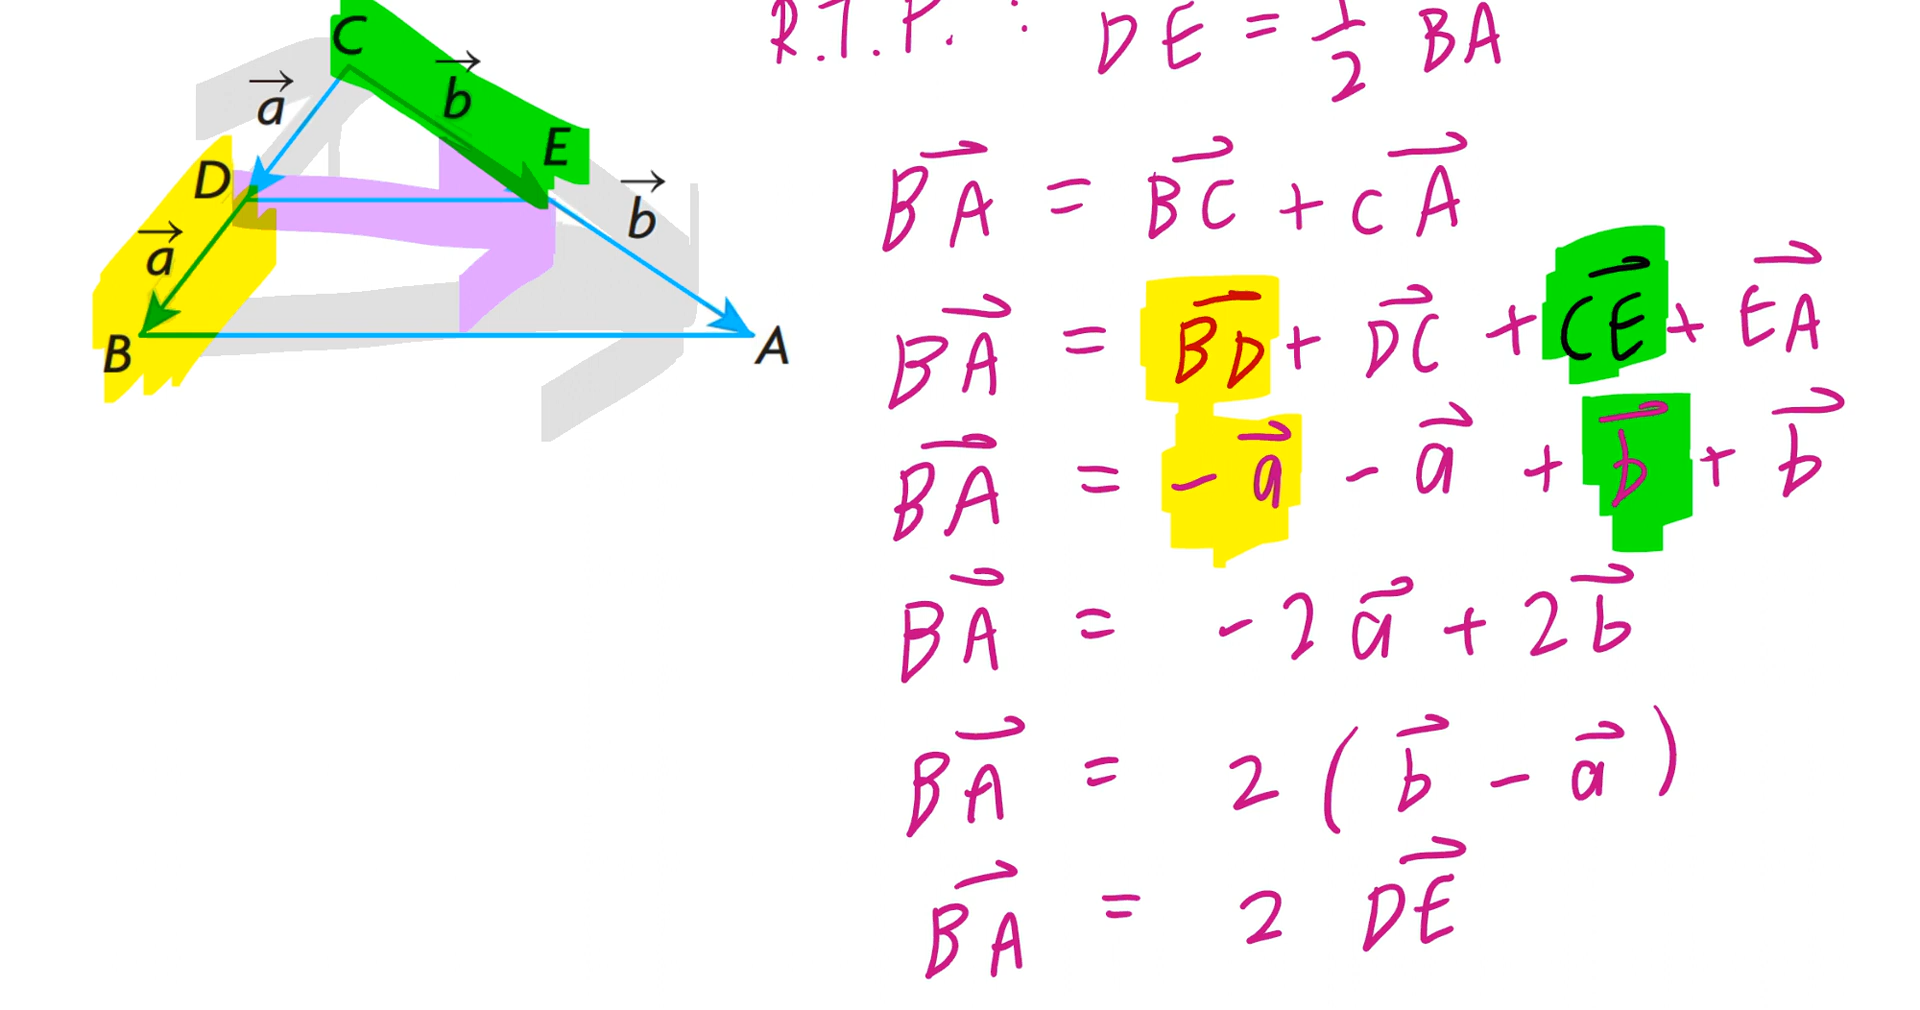 C
a⃗
b⃗
E
D
b⃗
a⃗
B
A
R.T.P. : DE = 1/2 BA
B͞A⃗ = BC⃗ + CA⃗
BA⃗ = BD⃗ + DC⃗ + CE⃗ + EA⃗
BA⃗ = - a⃗ - a⃗ + b⃗ + b⃗
BA⃗ = - 2a⃗ + 2b⃗
BA⃗ = 2 ( b⃗ - a⃗ )
BA⃗ = 2 DE⃗